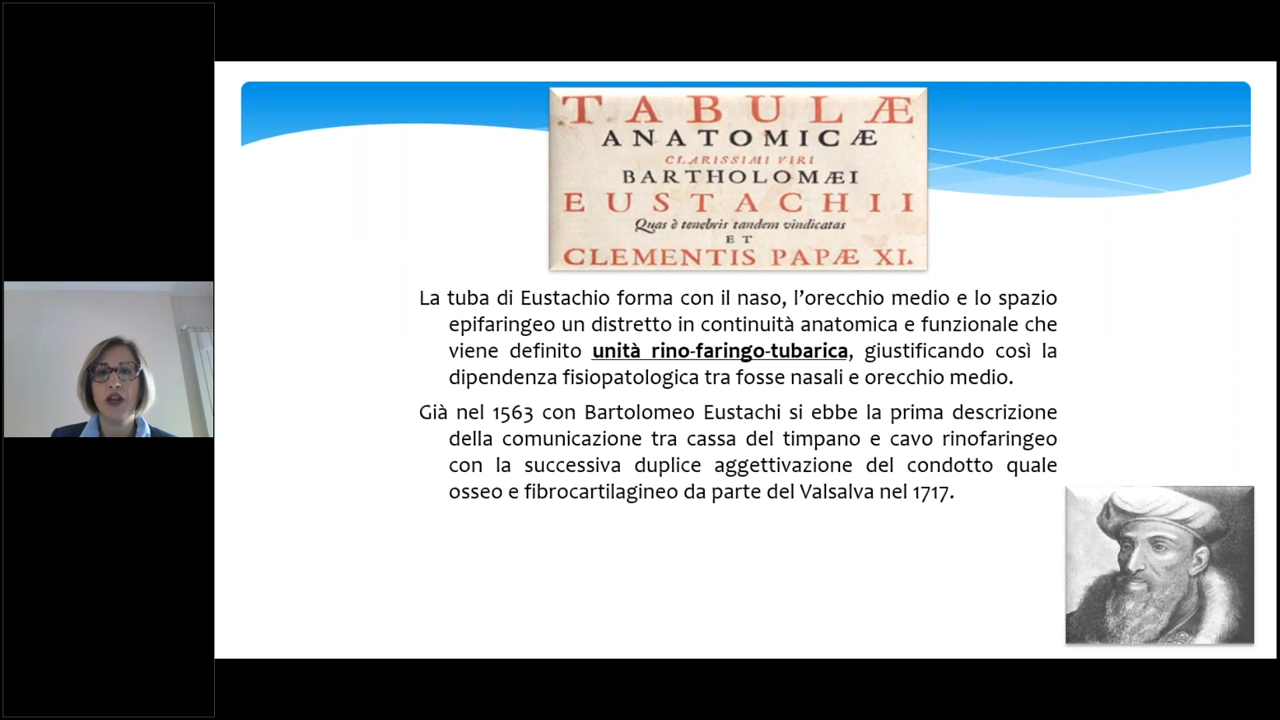 TABULÆ
ANATOMICÆ
CLARISSIMI VIRI
BARTHOLOMÆI
EUSTACHII
Quas è tenebris tandem vindicatas
ET
CLEMENTIS PAPÆ XI.
La tuba di Eustachio forma con il naso, l’orecchio medio e lo spazio
epifaringeo un distretto in continuità anatomica e funzionale che
viene definito unità rino-faringo-tubarica, giustificando così la
dipendenza fisiopatologica tra fosse nasali e orecchio medio.
Già nel 1563 con Bartolomeo Eustachi si ebbe la prima descrizione
della comunicazione tra cassa del timpano e cavo rinofaringeo
con la successiva duplice aggettivazione del condotto quale
osseo e fibrocartilagineo da parte del Valsalva nel 1717.